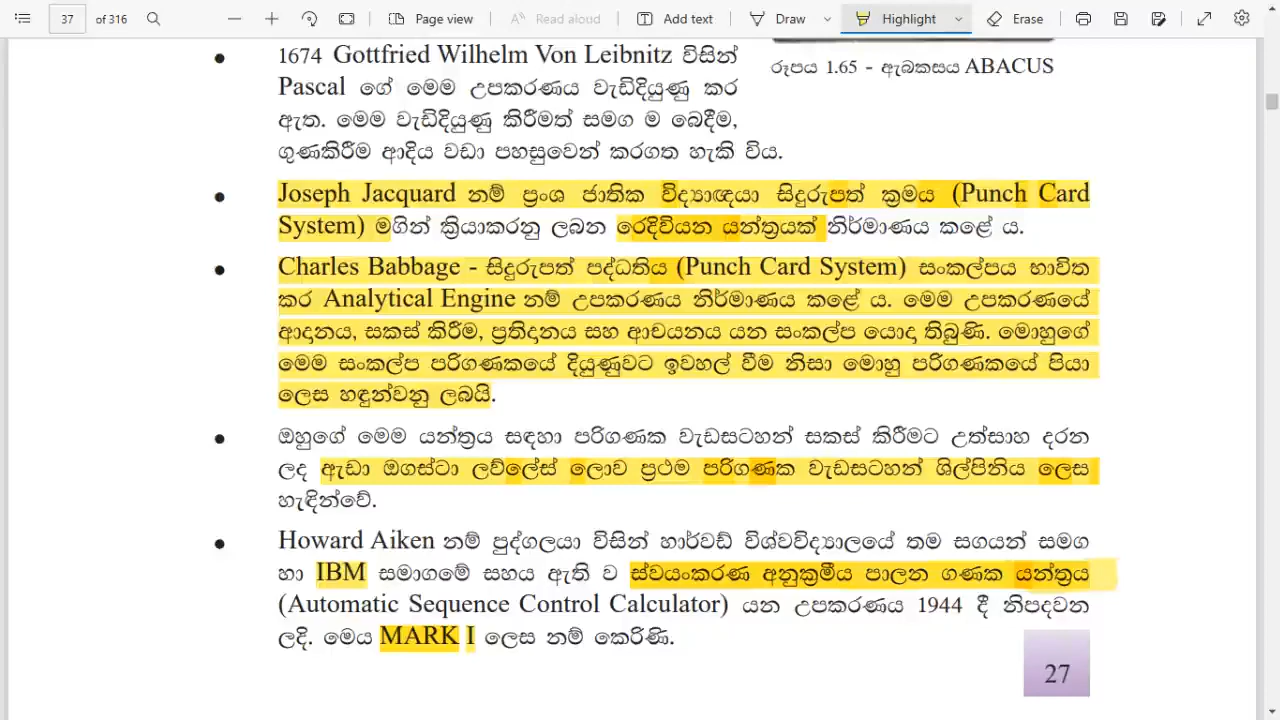 37
of 316
Page view
Read aloud
Add text
Draw
Highlight
Erase
රූපය 1.65 - ඇබකසය ABACUS
● 1674 Gottfried Wilhelm Von Leibnitz විසින්
Pascal ගේ මෙම උපකරණය වැඩිදියුණු කර
ඇත. මෙම වැඩිදියුණු කිරීමත් සමග ම බෙදීම,
ගුණකිරීම ආදිය වඩා පහසුවෙන් කරගත හැකි විය.
● Joseph Jacquard නම් ප්‍රංශ ජාතික විද්‍යාඥයා සිදුරුපත් ක්‍රමය (Punch Card
System) මගින් ක්‍රියාකරනු ලබන රෙදිවියන යන්ත්‍රයක් නිර්මාණය කළේ ය.
● Charles Babbage - සිදුරුපත් පද්ධතිය (Punch Card System) සංකල්පය භාවිත
කර Analytical Engine නම් උපකරණය නිර්මාණය කළේ ය. මෙම උපකරණයේ
ආදානය, සකස් කිරීම, ප්‍රතිදානය සහ ආචයනය යන සංකල්ප යොදා තිබුණි. මොහුගේ
මෙම සංකල්ප පරිගණකයේ දියුණුවට ඉවහල් වීම නිසා මොහු පරිගණකයේ පියා
ලෙස හඳුන්වනු ලබයි.
● ඔහුගේ මෙම යන්ත්‍රය සඳහා පරිගණක වැඩසටහන් සකස් කිරීමට උත්සාහ දරන
ලද ඇඩා ඔගස්ටා ලව්ලේස් ලොව ප්‍රථම පරිගණක වැඩසටහන් ශිල්පිනිය ලෙස
හැඳින්වේ.
● Howard Aiken නම් පුද්ගලයා විසින් හාර්වඩ් විශ්වවිද්‍යාලයේ තම සගයන් සමග
හා IBM සමාගමේ සහය ඇති ව ස්වයංකරණ අනුක්‍රමීය පාලන ගණක යන්ත්‍රය
(Automatic Sequence Control Calculator) යන උපකරණය 1944 දී නිපදවන
ලදි. මෙය MARK I ලෙස නම් කෙරිණි.
27